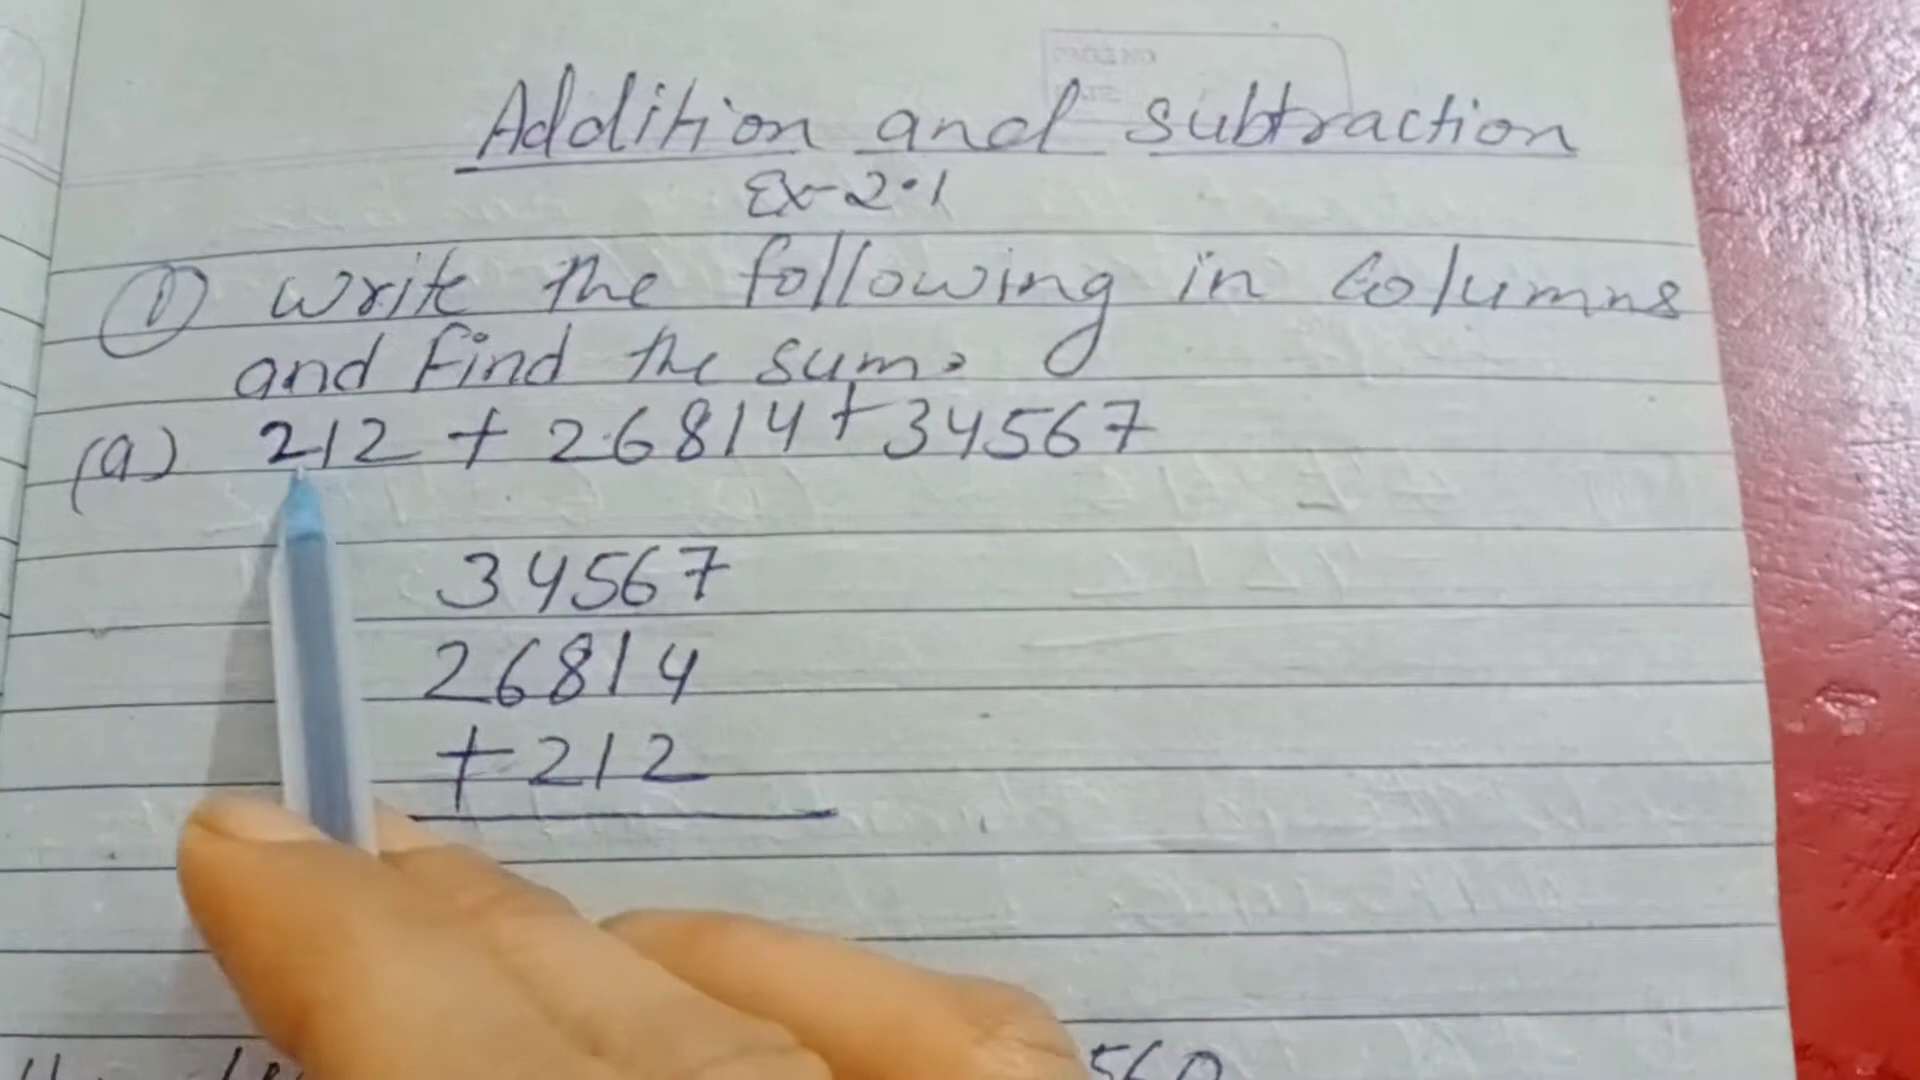 Addition and subtraction
Ex-2.1
① Write the following in Columns
and find the sum.
(a) 212 + 26814 + 34567
34567
26814
+ 212
560